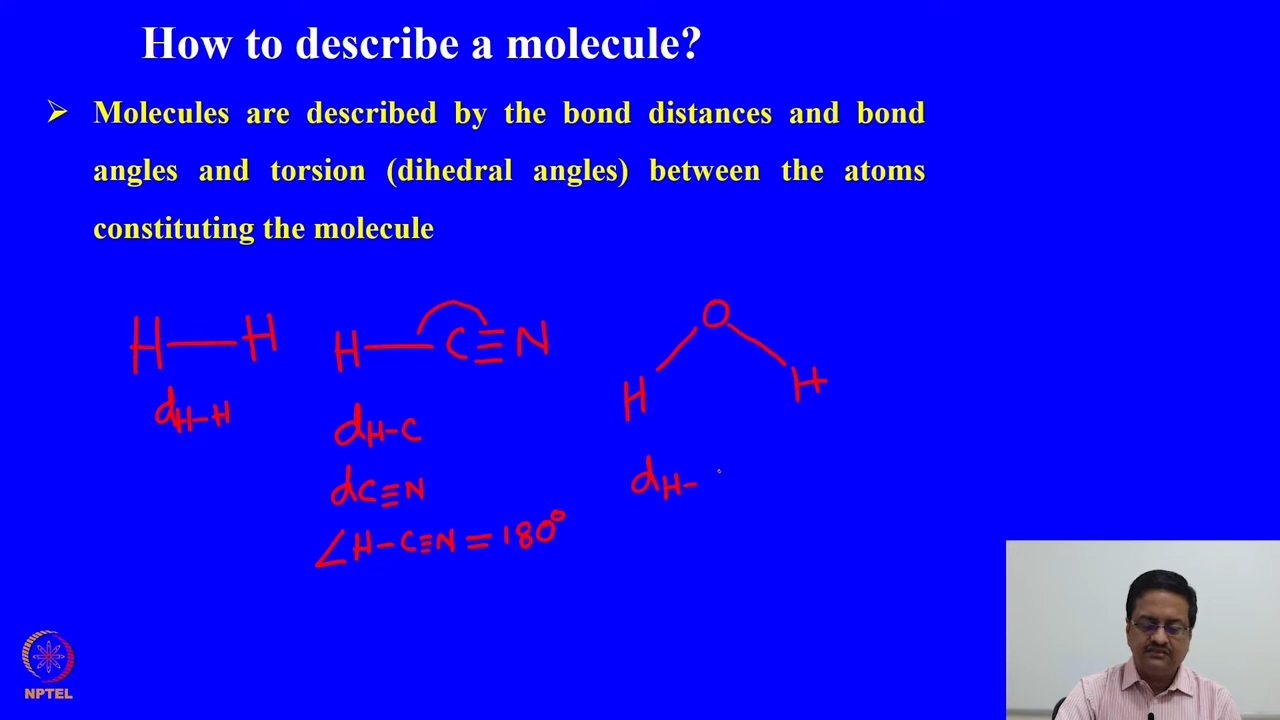 How to describe a molecule?
➢ Molecules are described by the bond distances and bond
angles and torsion (dihedral angles) between the atoms
constituting the molecule
H—H
H—C≡N
O
H H
dH-H
dH-C
dC≡N
∠H-C≡N=180°
dH-
NPTEL